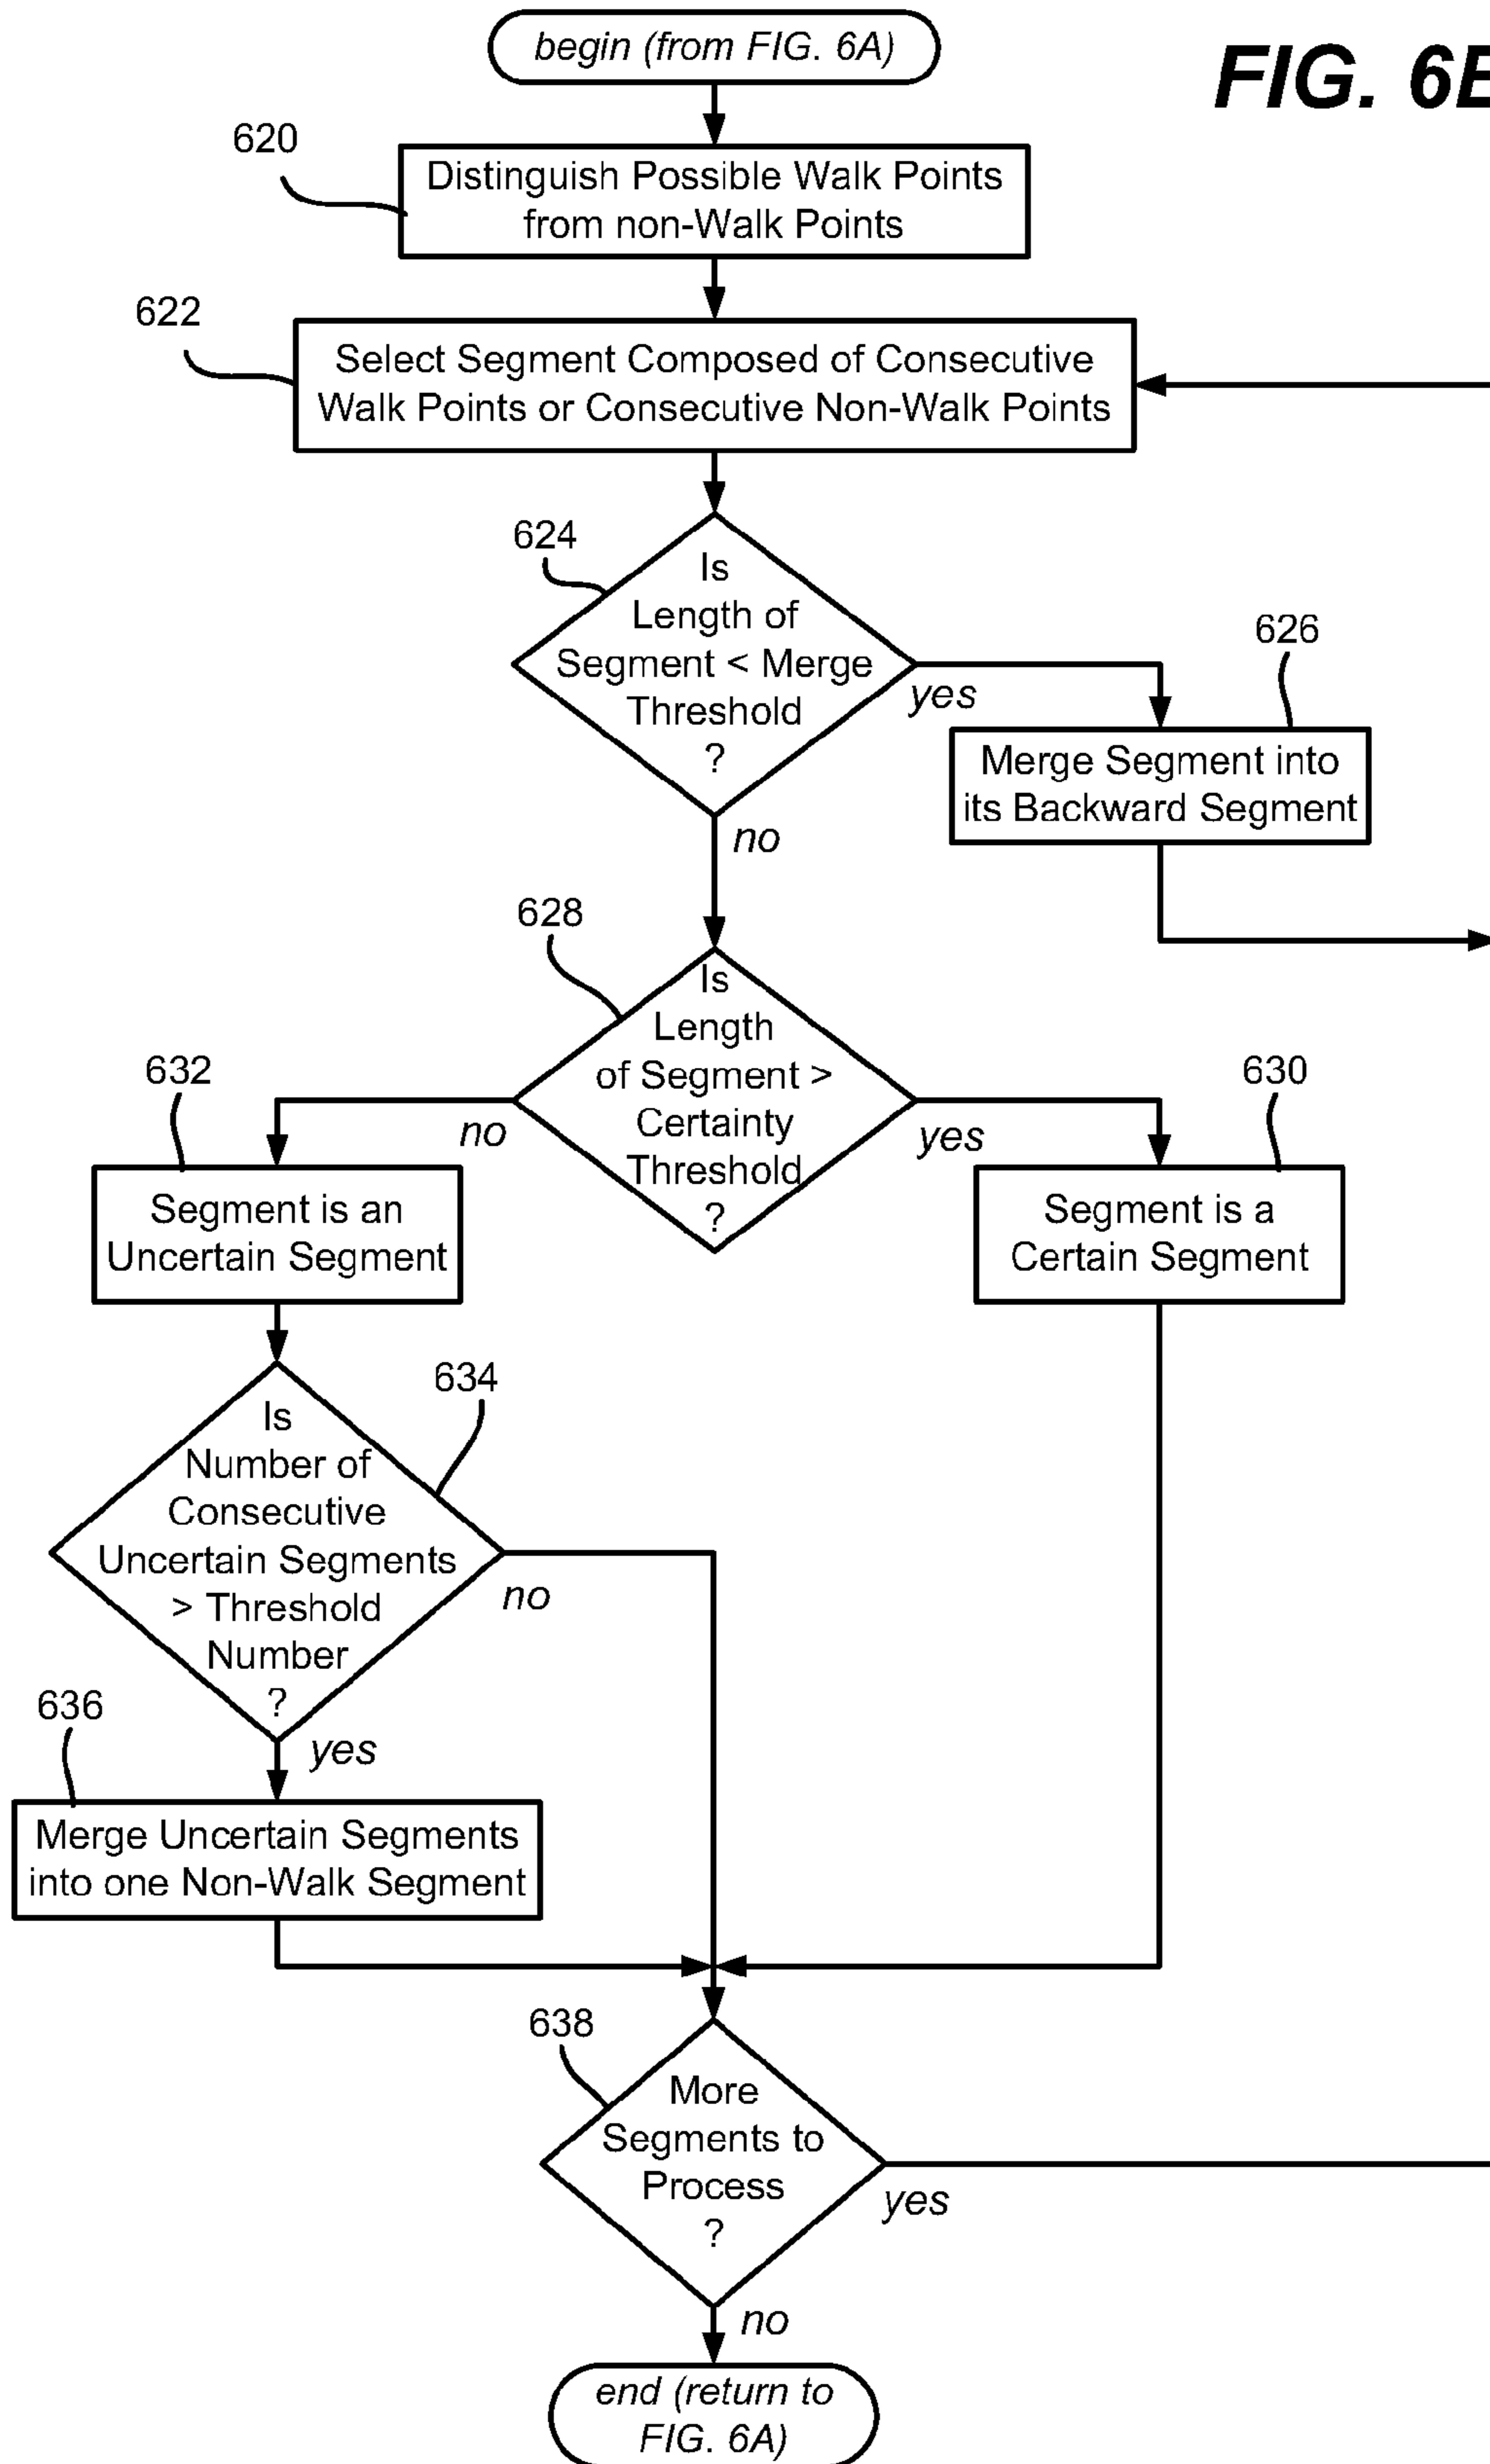 begin (from FIG. 6A)
FIG. 6B
620
Distinguish Possible Walk Points
from non-Walk Points
622
Select Segment Composed of Consecutive
Walk Points or Consecutive Non-Walk Points
624
Is
Length of
Segment < Merge
Threshold
?
yes
626
Merge Segment into
its Backward Segment
no
628
Is
Length
of Segment >
Certainty
Threshold
?
no
yes
632
Segment is an
Uncertain Segment
630
Segment is a
Certain Segment
634
Is
Number of
Consecutive
Uncertain Segments
> Threshold
Number
?
no
yes
636
Merge Uncertain Segments
into one Non-Walk Segment
638
More
Segments to
Process
?
yes
no
end (return to
FIG. 6A)